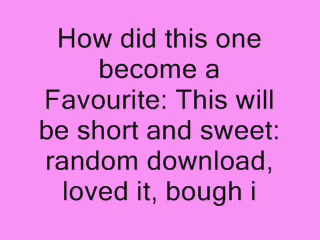 How did this one
become a
Favourite: This will
be short and sweet:
random download,
loved it, bough i